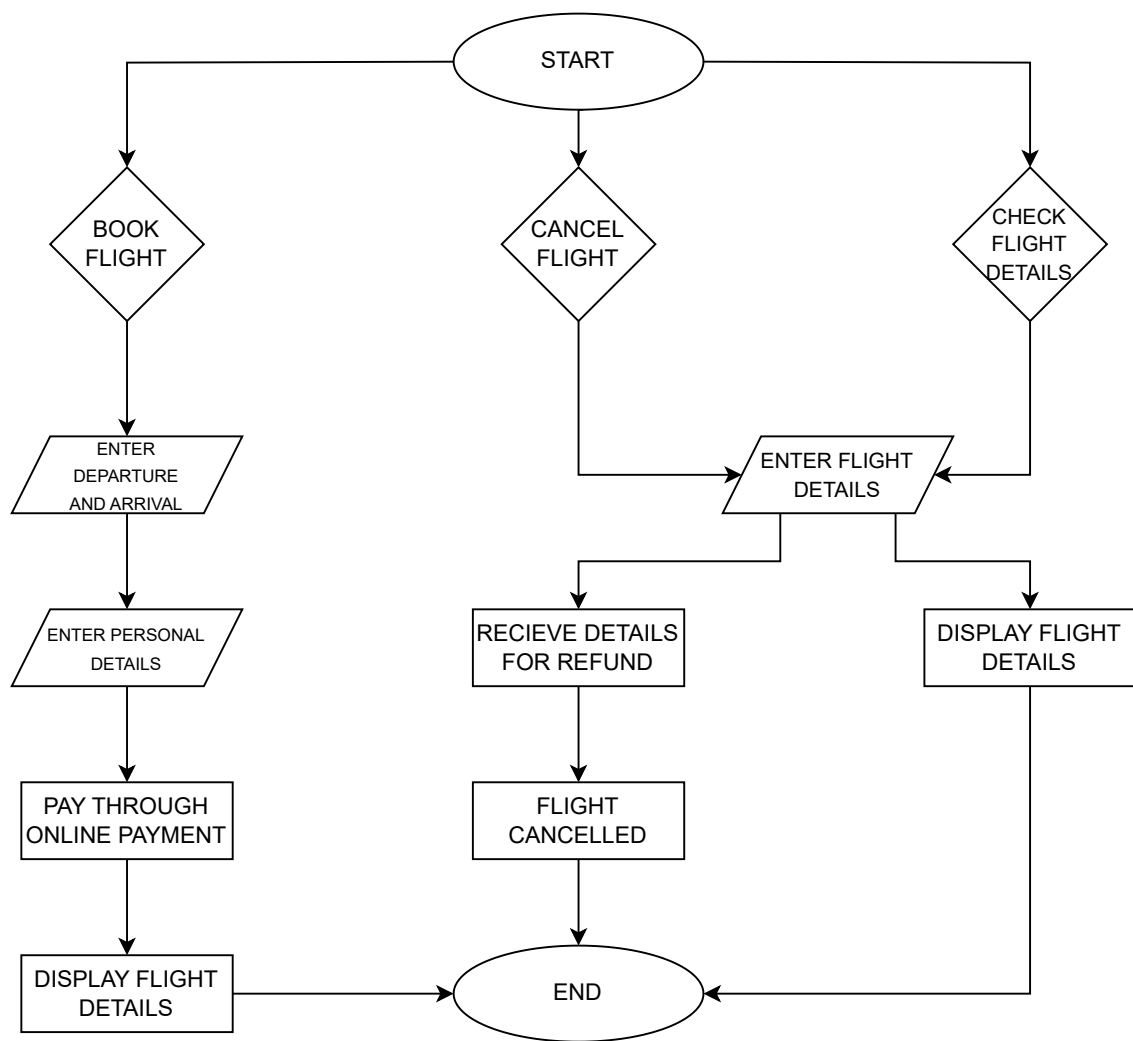 START
BOOK
FLIGHT
CANCEL
FLIGHT
CHECK
FLIGHT
DETAILS
ENTER
DEPARTURE
AND ARRIVAL
ENTER FLIGHT
DETAILS
ENTER PERSONAL
DETAILS
RECIEVE DETAILS
FOR REFUND
DISPLAY FLIGHT
DETAILS
PAY THROUGH
ONLINE PAYMENT
FLIGHT
CANCELLED
DISPLAY FLIGHT
DETAILS
END